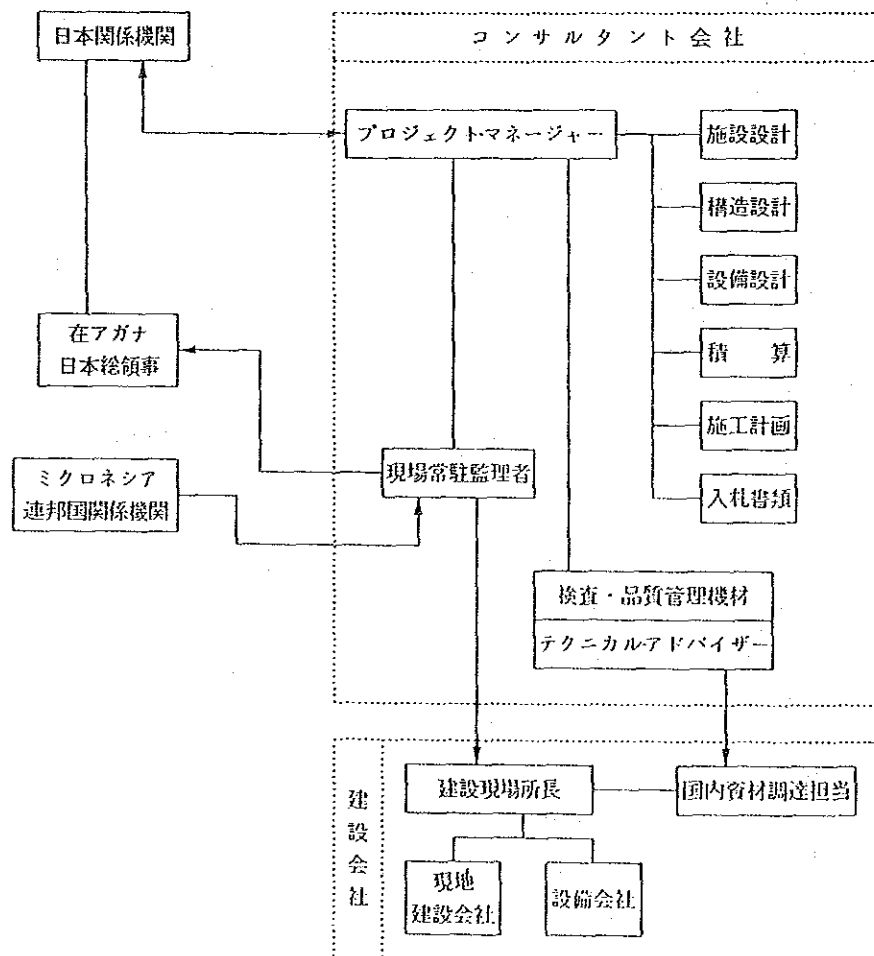 日本関係機関
コンサルタント会社
プロジェクトマネージャー
施設設計
構造設計
設備設計
積　算
施工計画
入札書類
在アガナ
日本総領事
現場常駐監理者
ミクロネシア
連邦国関係機関
検査・品質管理機材
テクニカルアドバイザー
建設会社
建設現場所長
国内資材調達担当
現地
建設会社
設備会社